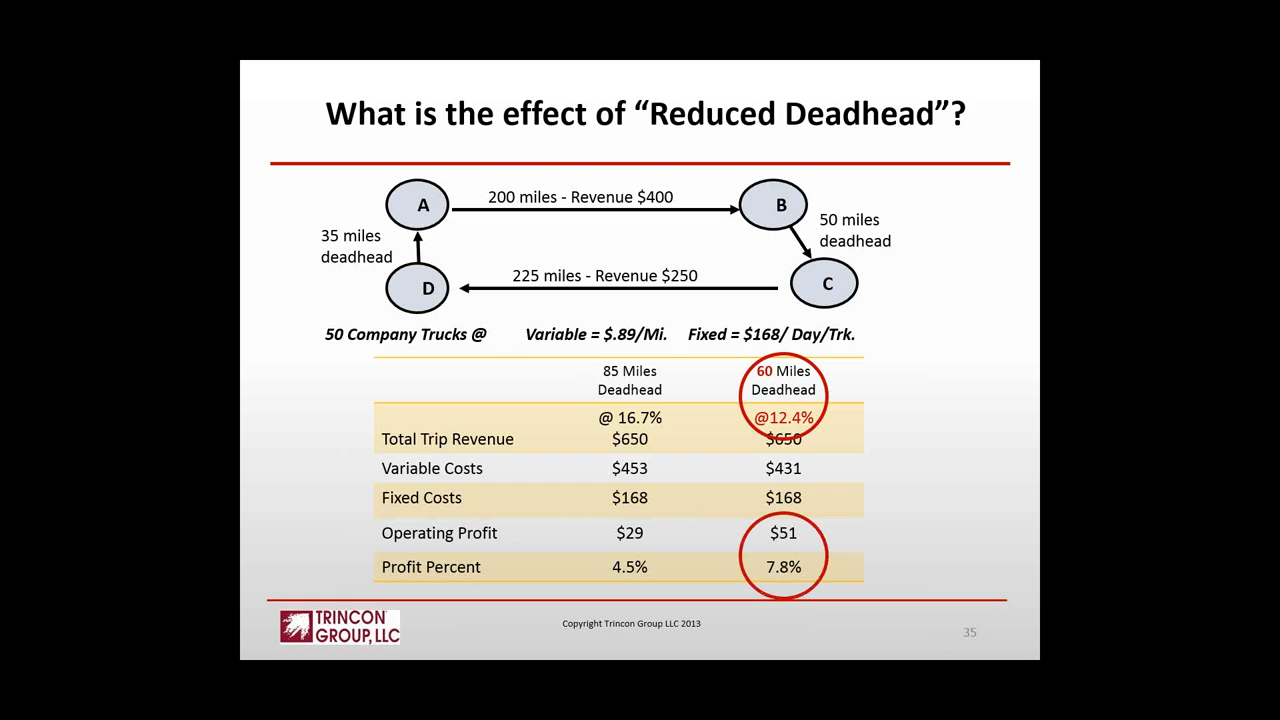 What is the effect of “Reduced Deadhead”?
200 miles - Revenue $400
A
B
50 miles
deadhead
35 miles
deadhead
225 miles - Revenue $250
D
C
50 Company Trucks @ Variable = $.89/Mi. Fixed = $168/ Day/Trk.
85 Miles
Deadhead
60 Miles
Deadhead
@ 16.7% @12.4%
Total Trip Revenue $650 $650
Variable Costs $453 $431
Fixed Costs $168 $168
Operating Profit $29 $51
Profit Percent 4.5% 7.8%
TRINCON
GROUP, LLC
Copyright Trincon Group LLC 2013
35